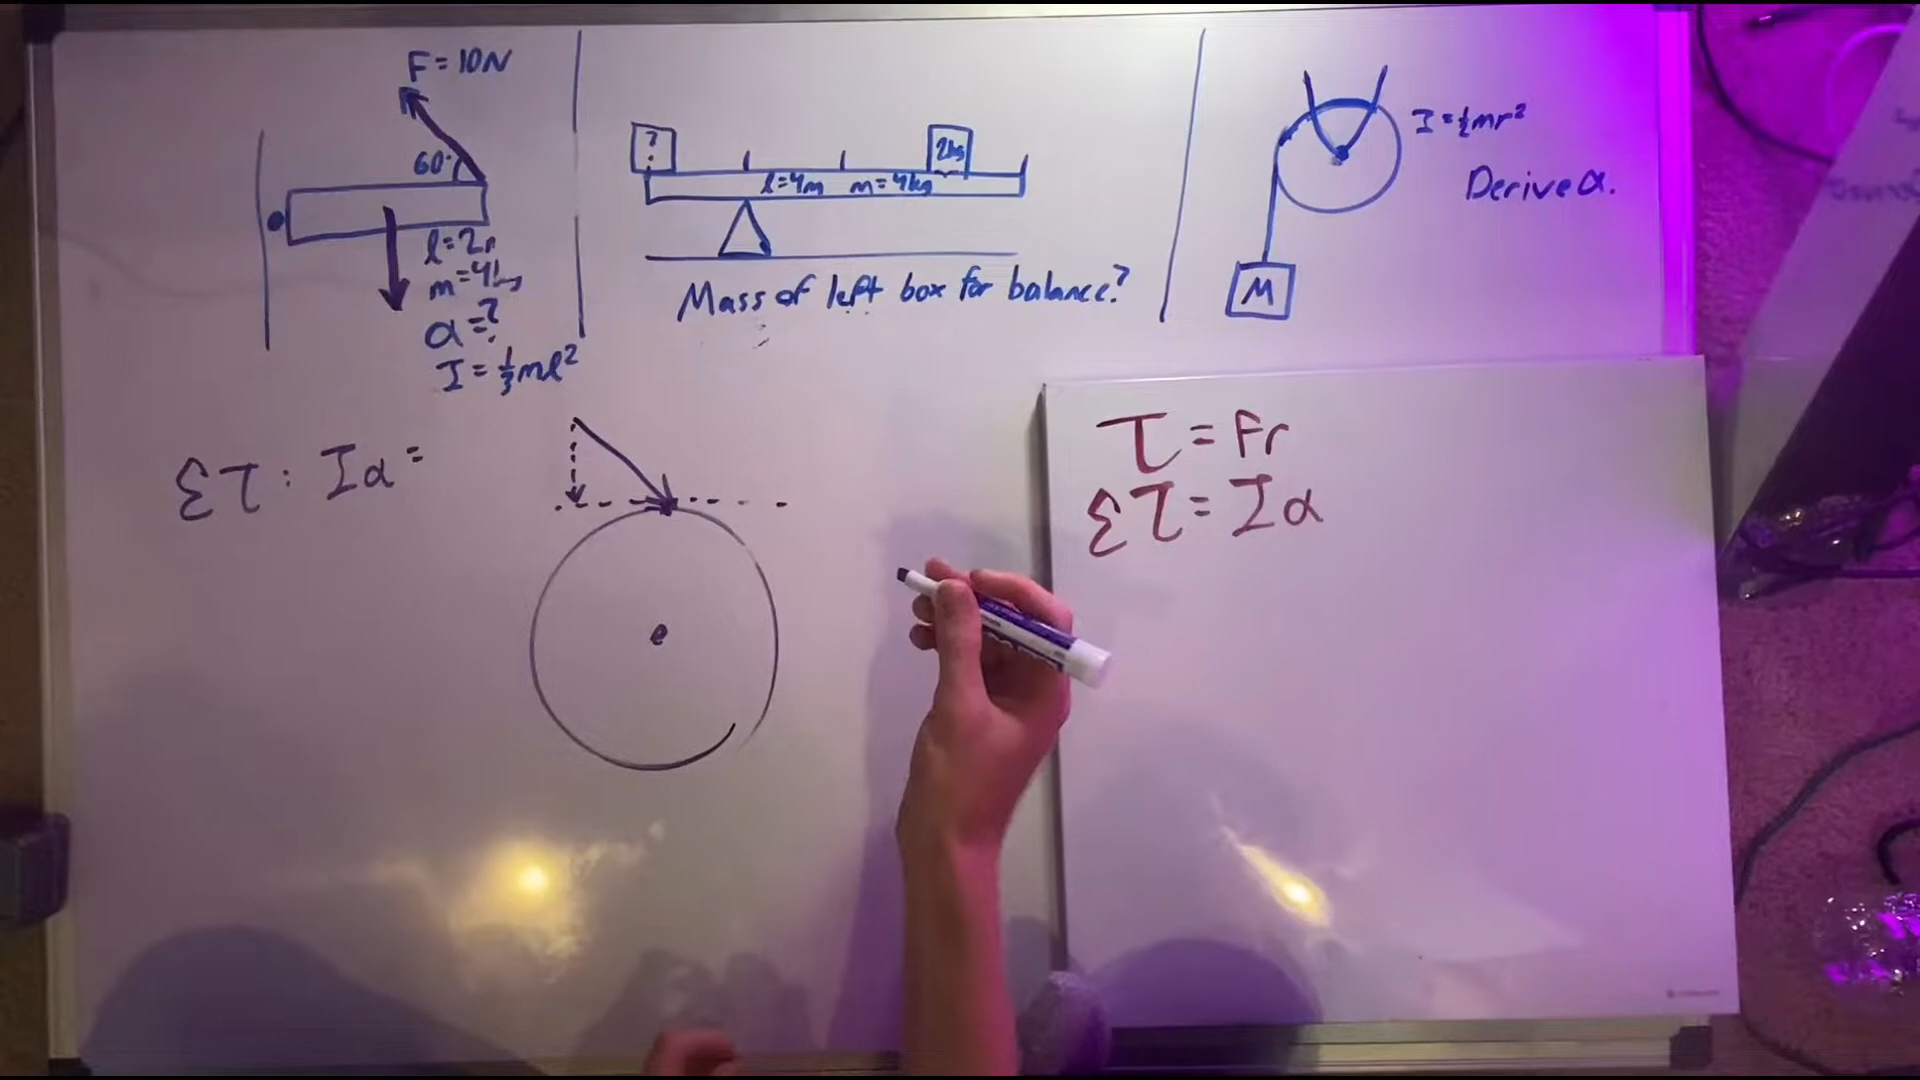 F = 10N
60°
l = 2
m = 4kg
α = ?
I = ⅓ml²
?
2kg
l = 4m m = 4kg
Mass of left box for balance?
I = ½mr²
Derive α.
M
Στ : Iα =
τ = Fr
Στ = Iα